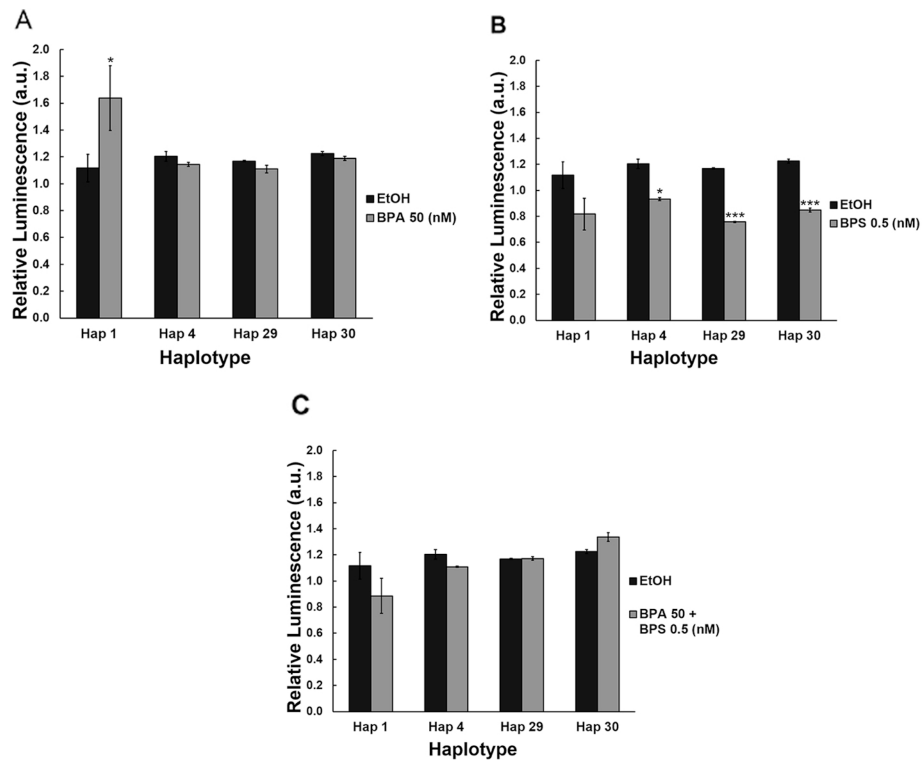 A
Relative Luminescence (a.u.)
2.0
1.8
1.6
1.4
1.2
1.0
0.8
0.6
0.4
0.2
0.0
*
Hap 1 Hap 4 Hap 29 Hap 30
Haplotype
EtOH
BPA 50 (nM)
B
Relative Luminescence (a.u.)
2.0
1.8
1.6
1.4
1.2
1.0
0.8
0.6
0.4
0.2
0.0
* *** ***
Hap 1 Hap 4 Hap 29 Hap 30
Haplotype
EtOH
BPS 0.5 (nM)
C
Relative Luminescence (a.u.)
2.0
1.8
1.6
1.4
1.2
1.0
0.8
0.6
0.4
0.2
0.0
Hap 1 Hap 4 Hap 29 Hap 30
Haplotype
EtOH
BPA 50 +
BPS 0.5 (nM)